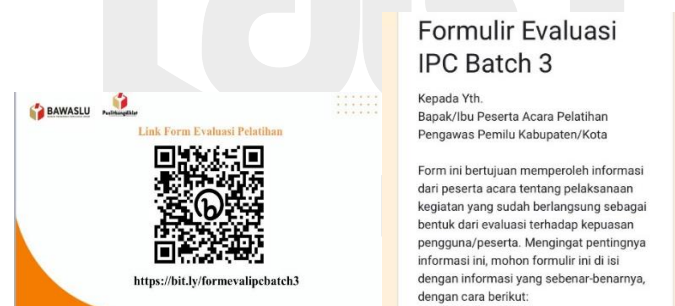 BAWASLU
Puslitbangdiklat
Link Form Evaluasi Pelatihan
https://bit.ly/formevalipcbatch3
Formulir Evaluasi
IPC Batch 3
Kepada Yth.
Bapak/Ibu Peserta Acara Pelatihan
Pengawas Pemilu Kabupaten/Kota
Form ini bertujuan memperoleh informasi
dari peserta acara tentang pelaksanaan
kegiatan yang sudah berlangsung sebagai
bentuk dari evaluasi terhadap kepuasan
pengguna/peserta. Mengingat pentingnya
informasi ini, mohon formulir ini di isi
dengan informasi yang sebenar-benarnya,
dengan cara berikut: